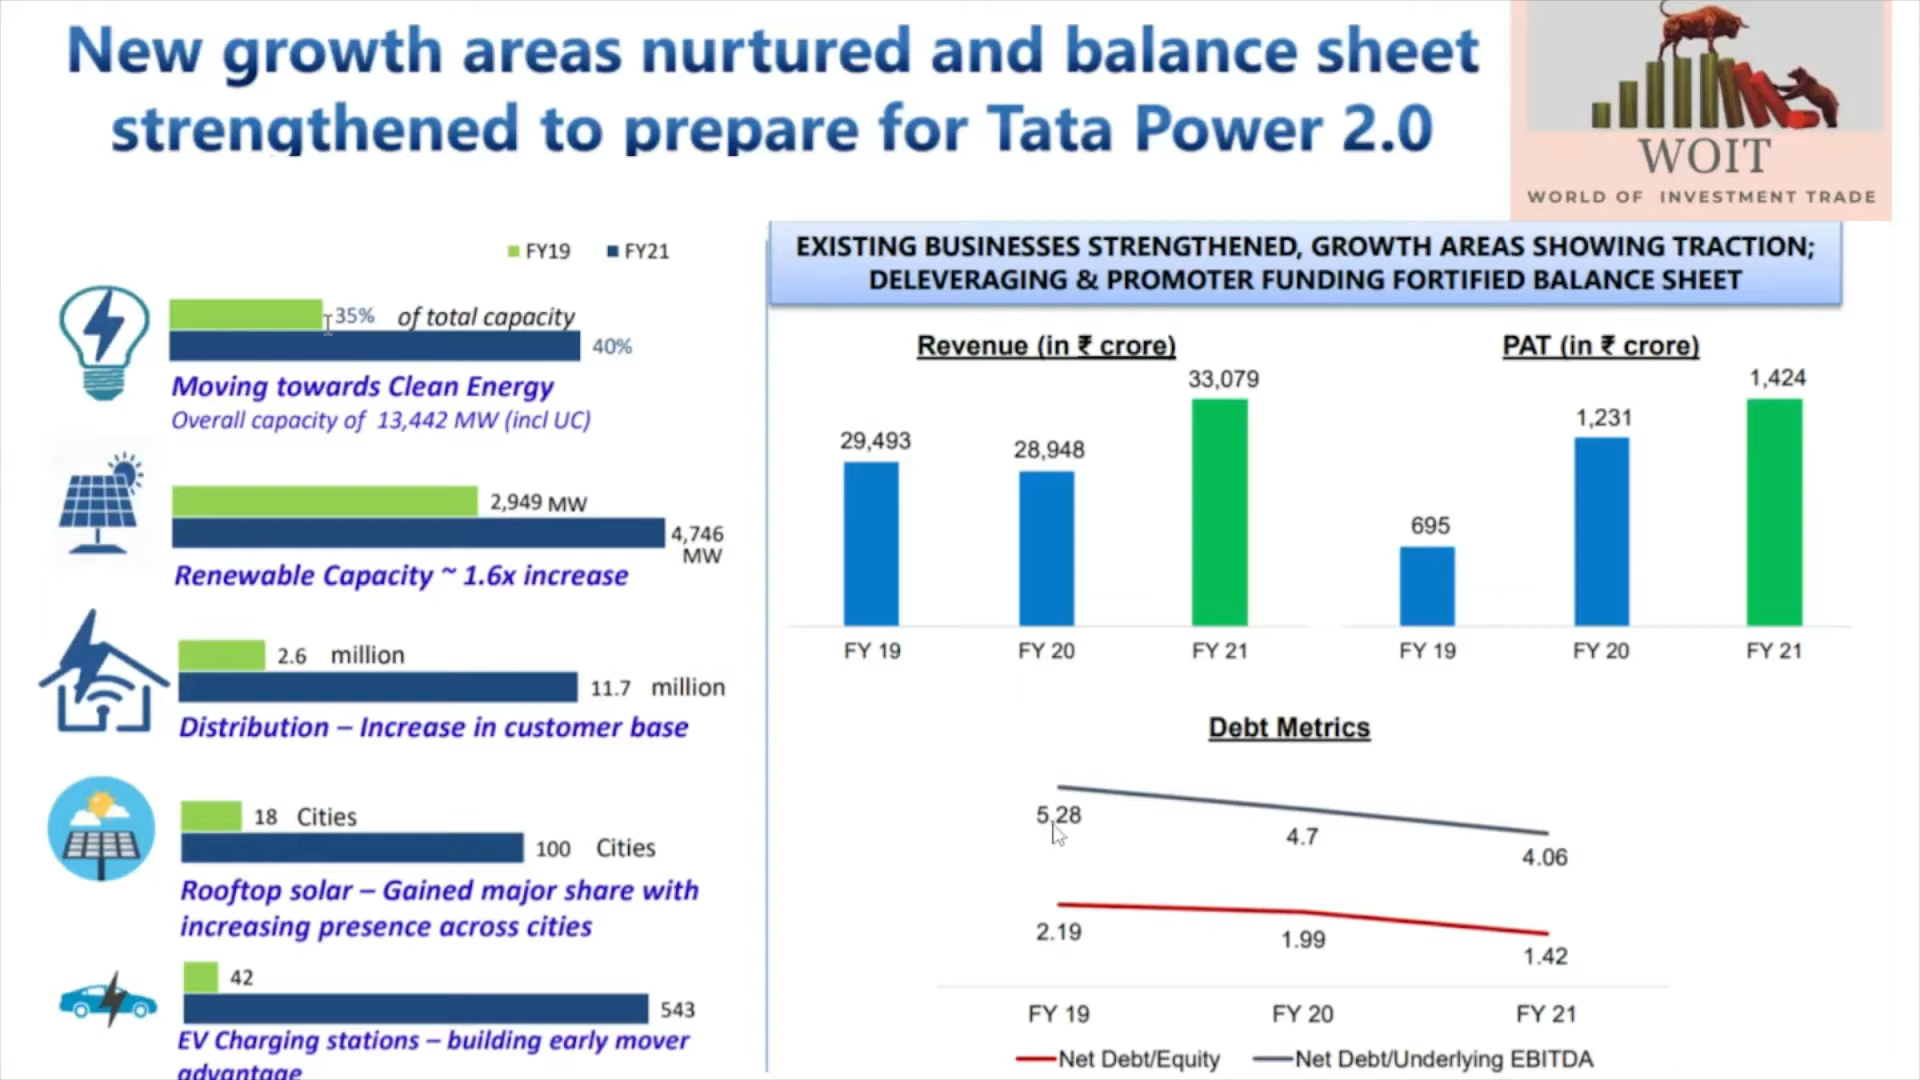 New growth areas nurtured and balance sheet
strengthened to prepare for Tata Power 2.0
WOIT
WORLD OF INVESTMENT TRADE
FY19 FY21
35% of total capacity
40%
Moving towards Clean Energy
Overall capacity of 13,442 MW (incl UC)
2,949 MW
4,746
MW
Renewable Capacity ~ 1.6x increase
2.6 million
11.7 million
Distribution – Increase in customer base
18 Cities
100 Cities
Rooftop solar – Gained major share with
increasing presence across cities
42
543
EV Charging stations – building early mover
advantage
EXISTING BUSINESSES STRENGTHENED, GROWTH AREAS SHOWING TRACTION;
DELEVERAGING & PROMOTER FUNDING FORTIFIED BALANCE SHEET
Revenue (in ₹ crore)
29,493
28,948
33,079
FY 19 FY 20 FY 21
PAT (in ₹ crore)
695
1,231
1,424
FY 19 FY 20 FY 21
Debt Metrics
5.28
4.7
4.06
2.19
1.99
1.42
FY 19 FY 20 FY 21
Net Debt/Equity Net Debt/Underlying EBITDA